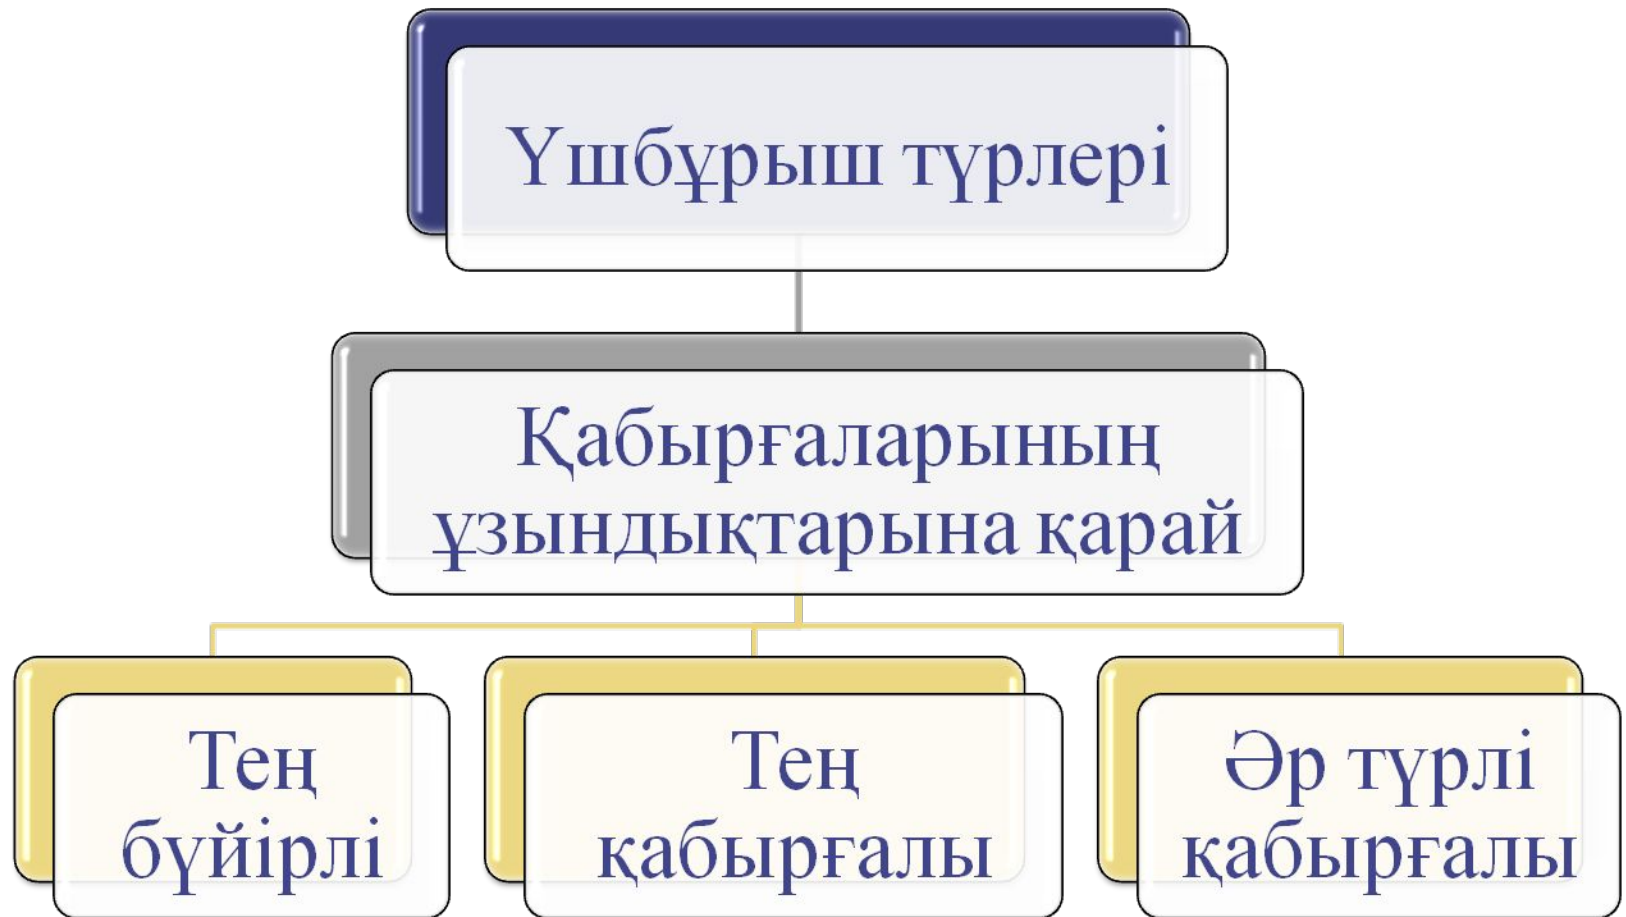 Үшбұрыш түрлері
Қабырғаларының
ұзындықтарына қарай
Тең
бүйірлі
Тең
қабырғалы
Әр түрлі
қабырғалы